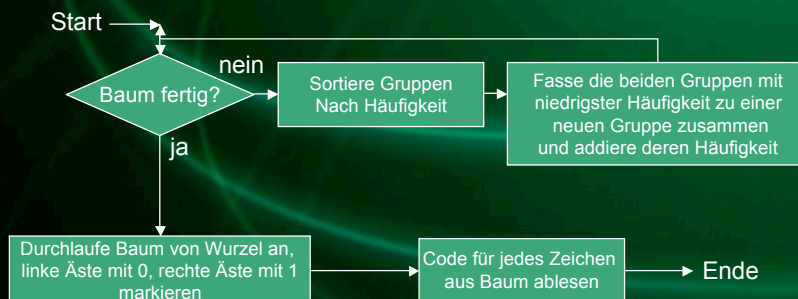 Start
nein
Baum fertig?
Sortiere Gruppen
Nach Häufigkeit
Fasse die beiden Gruppen mit
niedrigster Häufigkeit zu einer
neuen Gruppe zusammen
und addiere deren Häufigkeit
ja
Durchlaufe Baum von Wurzel an,
linke Äste mit 0, rechte Äste mit 1
markieren
Code für jedes Zeichen
aus Baum ablesen
Ende